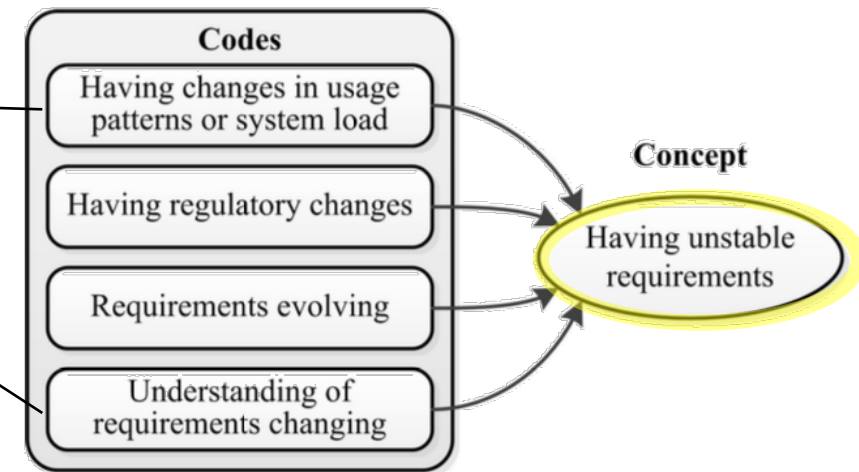 Codes
Having changes in usage
patterns or system load
Having regulatory changes
Requirements evolving
Understanding of
requirements changing
Concept
Having unstable
requirements